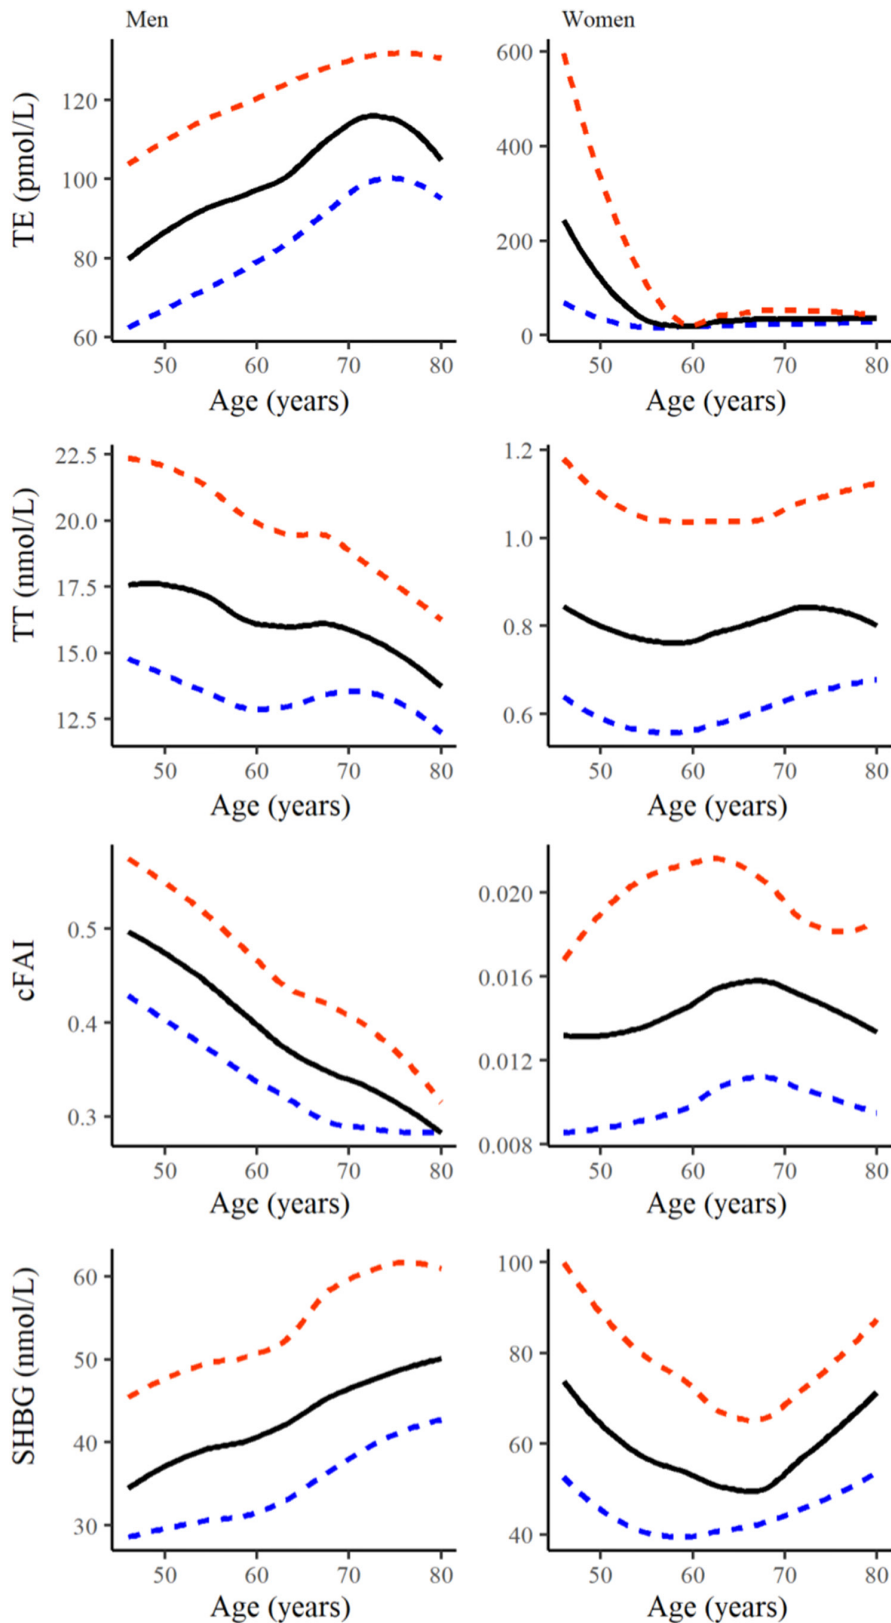 Men
Women
TE (pmol/L)
120
100
80
60
50 60 70 80
Age (years)
600
400
200
0
50 60 70 80
Age (years)
TT (nmol/L)
22.5
20.0
17.5
15.0
12.5
50 60 70 80
Age (years)
1.2
1.0
0.8
0.6
50 60 70 80
Age (years)
cFAI
0.5
0.4
0.3
50 60 70 80
Age (years)
0.020
0.016
0.012
0.008
50 60 70 80
Age (years)
SHBG (nmol/L)
60
50
40
30
50 60 70 80
Age (years)
100
80
60
40
50 60 70 80
Age (years)